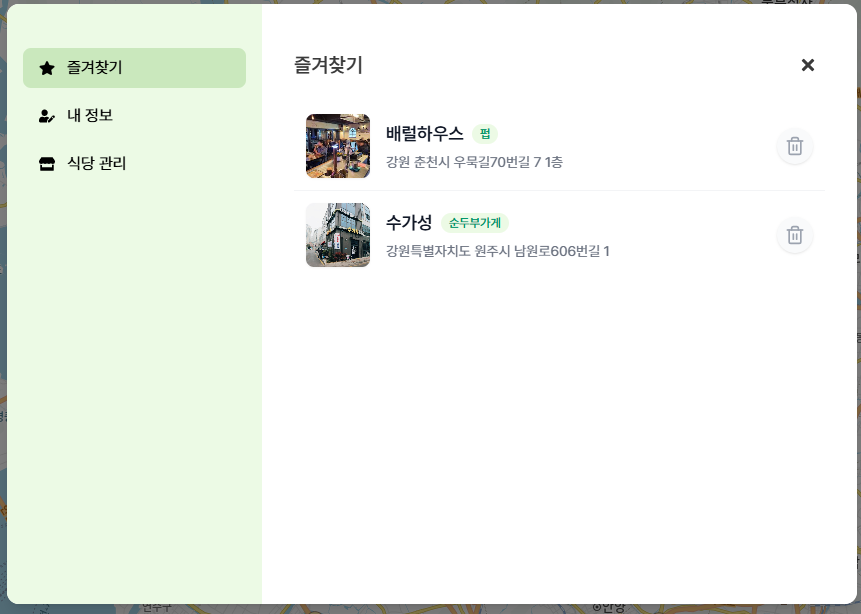 즐겨찾기
내 정보
식당 관리
즐겨찾기
배럴하우스 펍
강원 춘천시 우묵길70번길 7 1층
수가성 순두부가게
강원특별자치도 원주시 남원로606번길 1
안양